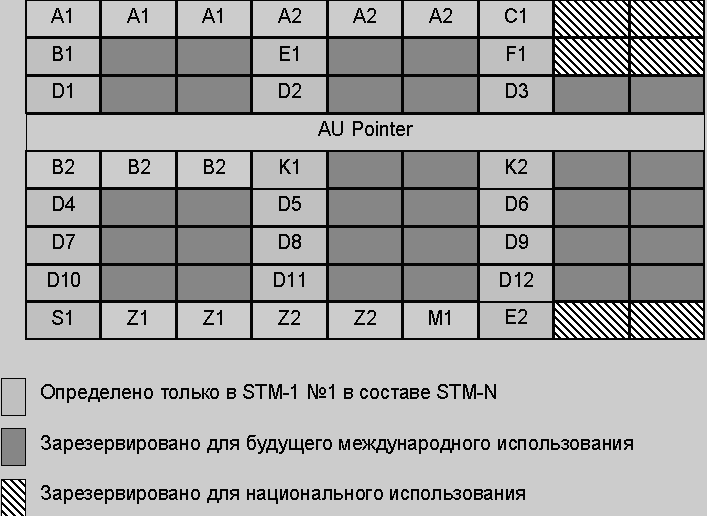 A1 A1 A1 A2 A2 A2 C1
B1 E1 F1
D1 D2 D3
AU Pointer
B2 B2 B2 K1 K2
D4 D5 D6
D7 D8 D9
D10 D11 D12
S1 Z1 Z1 Z2 Z2 M1 E2
Определено только в STM-1 №1 в составе STM-N
Зарезервировано для будущего международного использования
Зарезервировано для национального использования